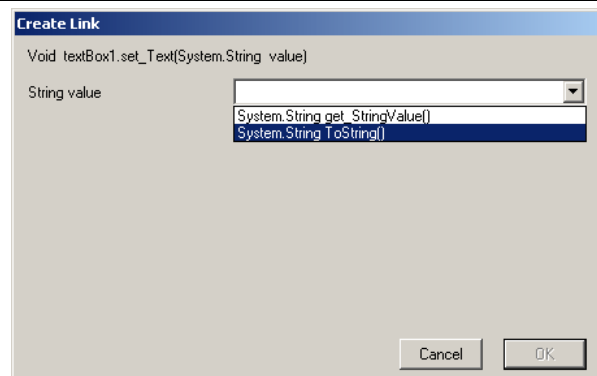 Create Link
Void textBox1.set_Text(System.String value)
String value
System.String get_StringValue()
System.String ToString()
Cancel OK